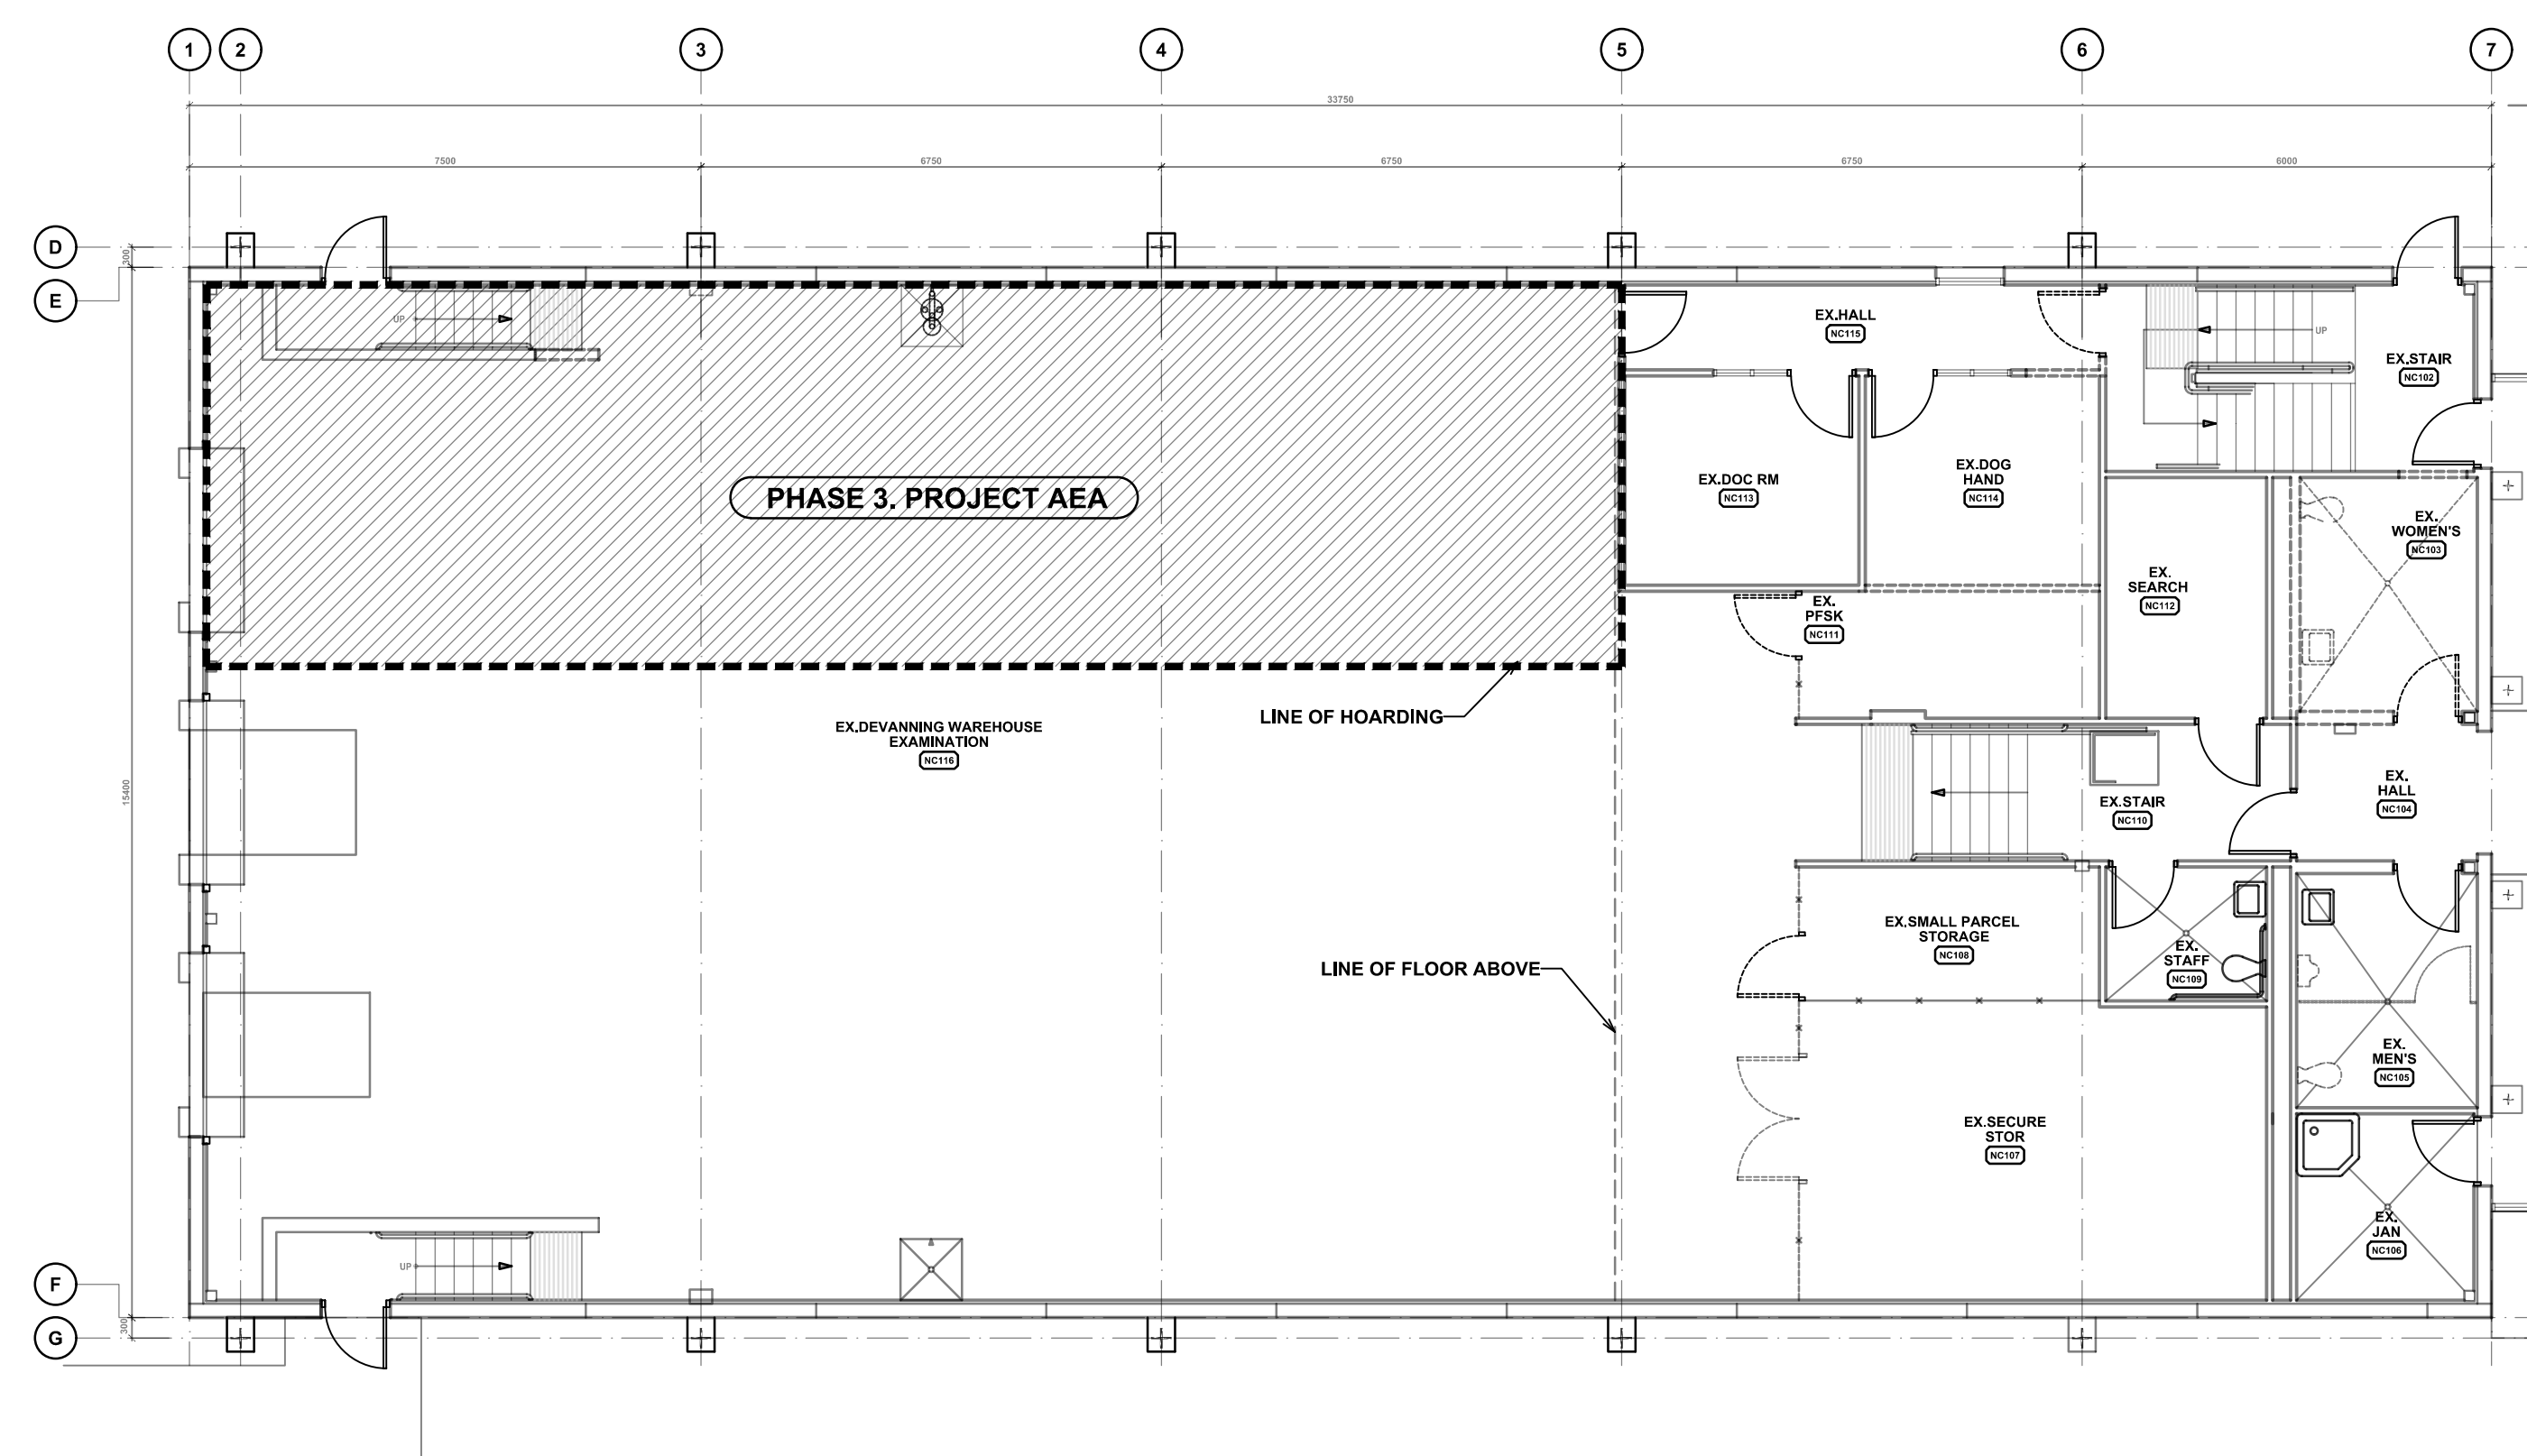 1
2
3
4
5
6
7
33750
7500
6750
6750
6750
6000
D
300
E
UP
EX.HALL
NC115
UP
EX.STAIR
NC102
PHASE 3. PROJECT AEA
EX.DOC RM
NC113
EX.DOG
HAND
NC114
EX.
WOMEN'S
NC103
EX.
SEARCH
NC112
EX.
PFSK
NC111
LINE OF HOARDING
EX.DEVANNING WAREHOUSE
EXAMINATION
NC116
15400
EX.
HALL
NC104
EX.STAIR
NC110
EX.SMALL PARCEL
STORAGE
NC108
EX.
STAFF
NC109
LINE OF FLOOR ABOVE
EX.
MEN'S
NC105
EX.SECURE
STOR
NC107
EX.
JAN
NC106
UP
F
300
G